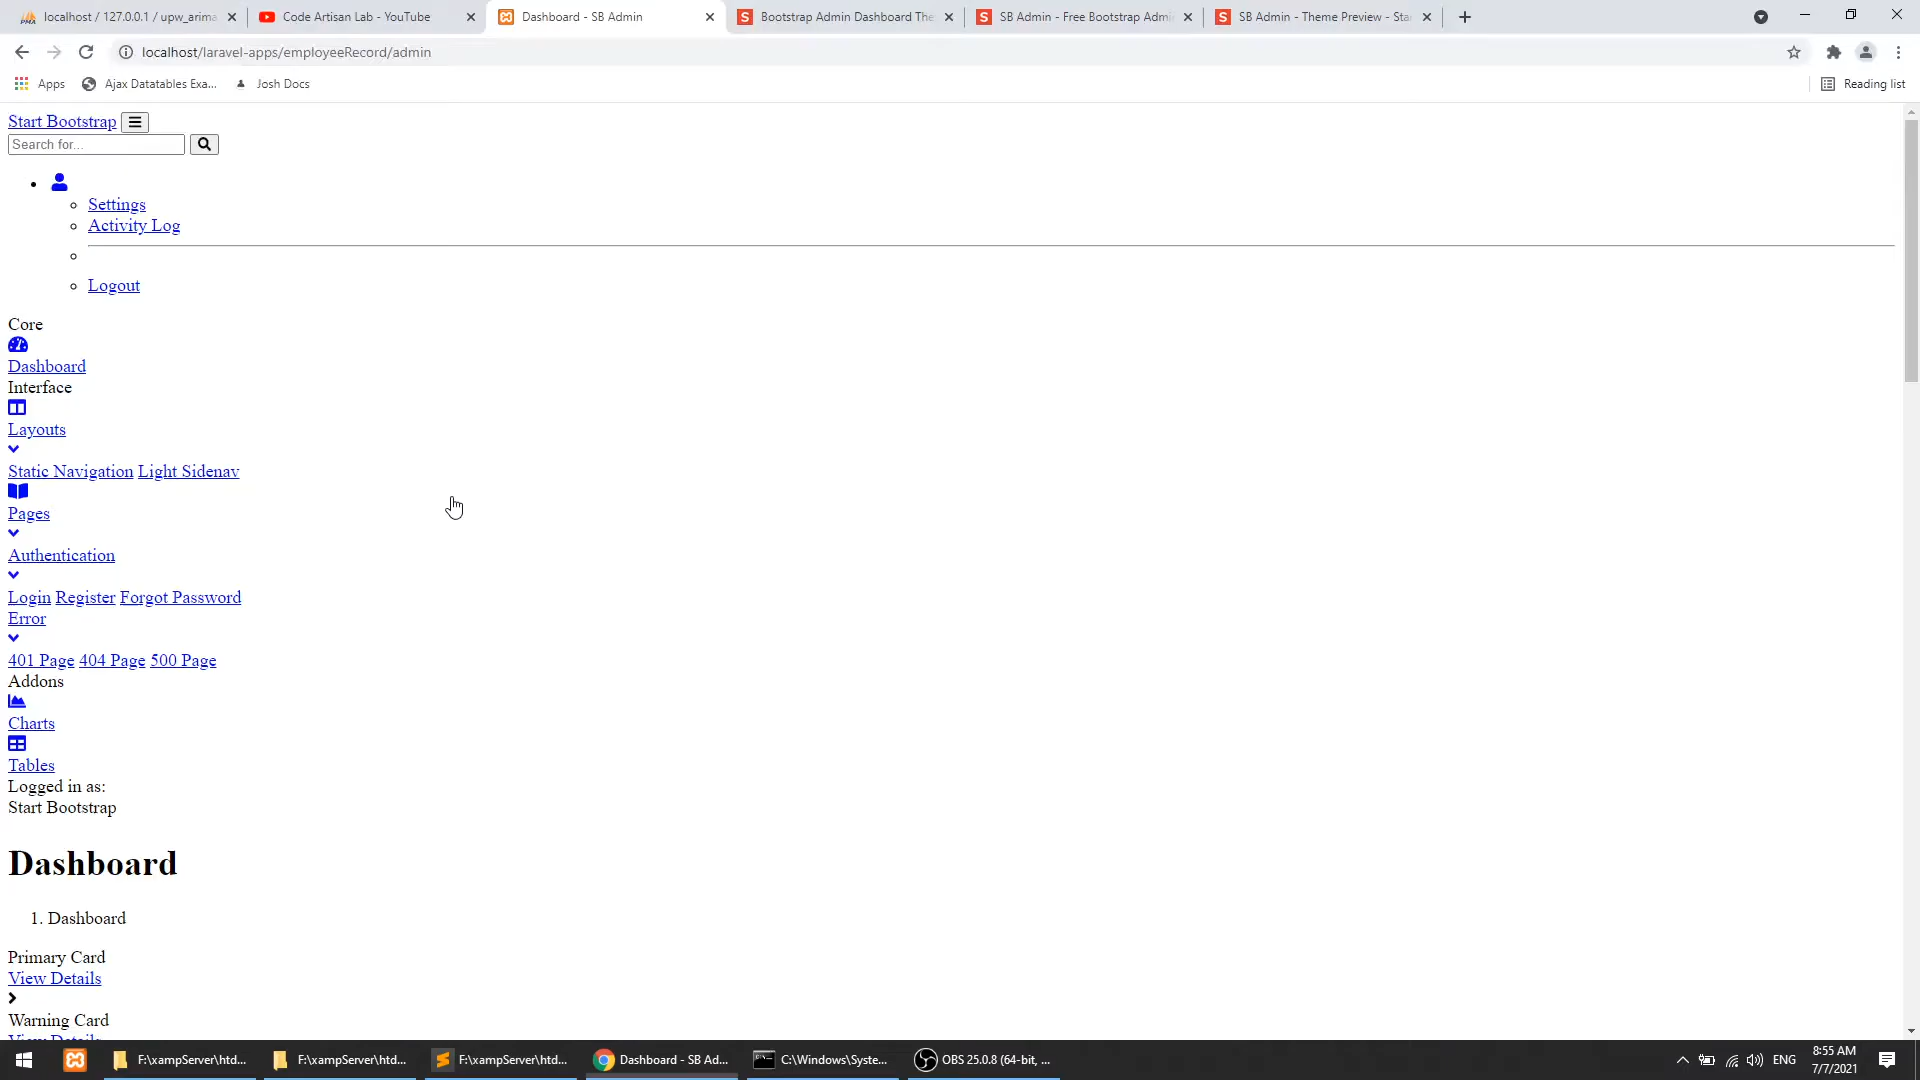 localhost / 127.0.0.1 / upw_arima
Code Artisan Lab - YouTube
Dashboard - SB Admin
Bootstrap Admin Dashboard The
SB Admin - Free Bootstrap Admi
SB Admin - Theme Preview - Sta
localhost/laravel-apps/employeeRecord/admin
Apps
Ajax Datatables Exa...
Josh Docs
Reading list
Start Bootstrap
Search for...
Settings
Activity Log
Logout
Core
Dashboard
Interface
Layouts
Static Navigation Light Sidenav
Pages
Authentication
Login Register Forgot Password
Error
401 Page 404 Page 500 Page
Addons
Charts
Tables
Logged in as:
Start Bootstrap
Dashboard
1. Dashboard
Primary Card
View Details
Warning Card
View Details
F:\xampServer\htd...
F:\xampServer\htd...
F:\xampServer\htd...
Dashboard - SB Ad...
C:\Windows\Syste...
OBS 25.0.8 (64-bit, ...
ENG
8:55 AM
7/7/2021